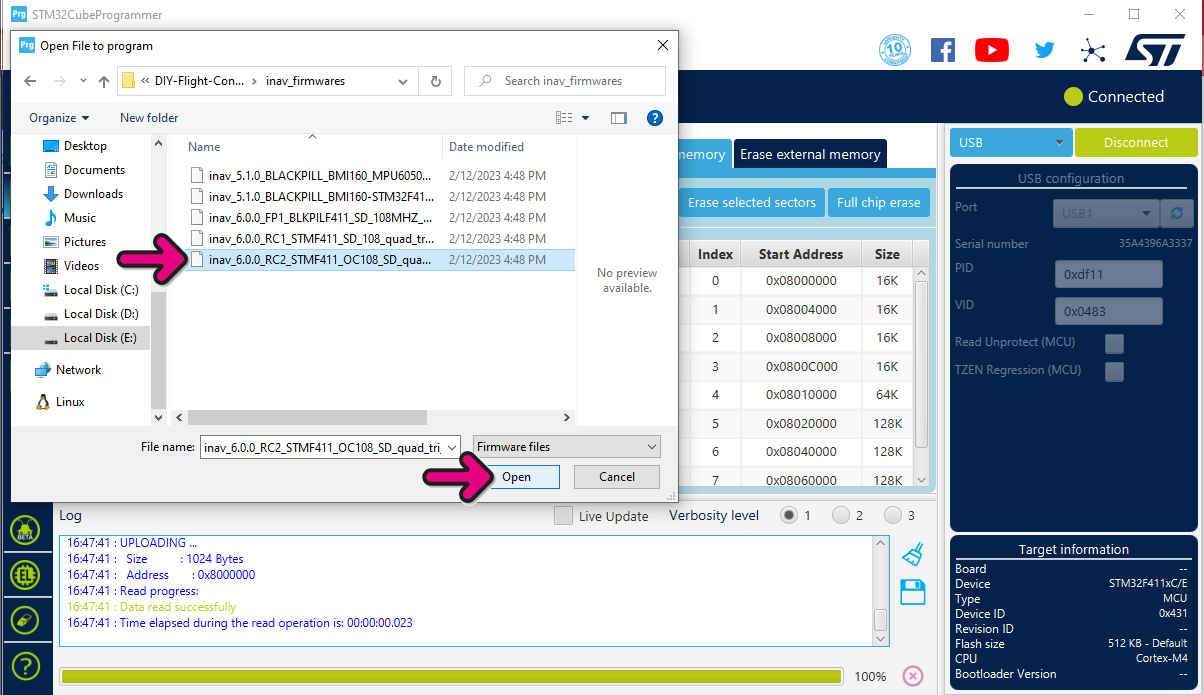 Prg STM32CubeProgrammer
Prg Open File to program
« DIY-Flight-Con... › inav_firmwares
Search inav_firmwares
Organize
New folder
?
Desktop
Documents
Downloads
Music
Pictures
Videos
Local Disk (C:)
Local Disk (D:)
Local Disk (E:)
Network
Linux
Name
Date modified
inav_5.1.0_BLACKPILL_BMI160_MPU6050... 2/12/2023 4:48 PM
inav_5.1.0_BLACKPILL_BMI160-STM32F41... 2/12/2023 4:48 PM
inav_6.0.0_FP1_BLKPILF411_SD_108MHZ_... 2/12/2023 4:48 PM
inav_6.0.0_RC1_STMF411_SD_108_quad_tr... 2/12/2023 4:48 PM
inav_6.0.0_RC2_STMF411_OC108_SD_qua... 2/12/2023 4:48 PM
No preview
available.
File name: inav_6.0.0_RC2_STMF411_OC108_SD_quad_tri
Firmware files
Open
Cancel
10
ST
Connected
memory
Erase external memory
Erase selected sectors
Full chip erase
Index Start Address Size
0 0x08000000 16K
1 0x08004000 16K
2 0x08008000 16K
3 0x0800C000 16K
4 0x08010000 64K
5 0x08020000 128K
6 0x08040000 128K
7 0x08060000 128K
USB
Disconnect
USB configuration
Port USB1
Serial number 35A4396A3337
PID 0xdf11
VID 0x0483
Read Unprotect (MCU)
TZEN Regression (MCU)
BETA
EL
?
Log
Live Update
Verbosity level 1 2 3
16:47:41 : UPLOADING ...
16:47:41 : Size : 1024 Bytes
16:47:41 : Address : 0x8000000
16:47:41 : Read progress:
16:47:41 : Data read successfully
16:47:41 : Time elapsed during the read operation is: 00:00:00.023
100%
Target information
Board --
Device STM32F411xC/E
Type MCU
Device ID 0x431
Revision ID --
Flash size 512 KB - Default
CPU Cortex-M4
Bootloader Version --